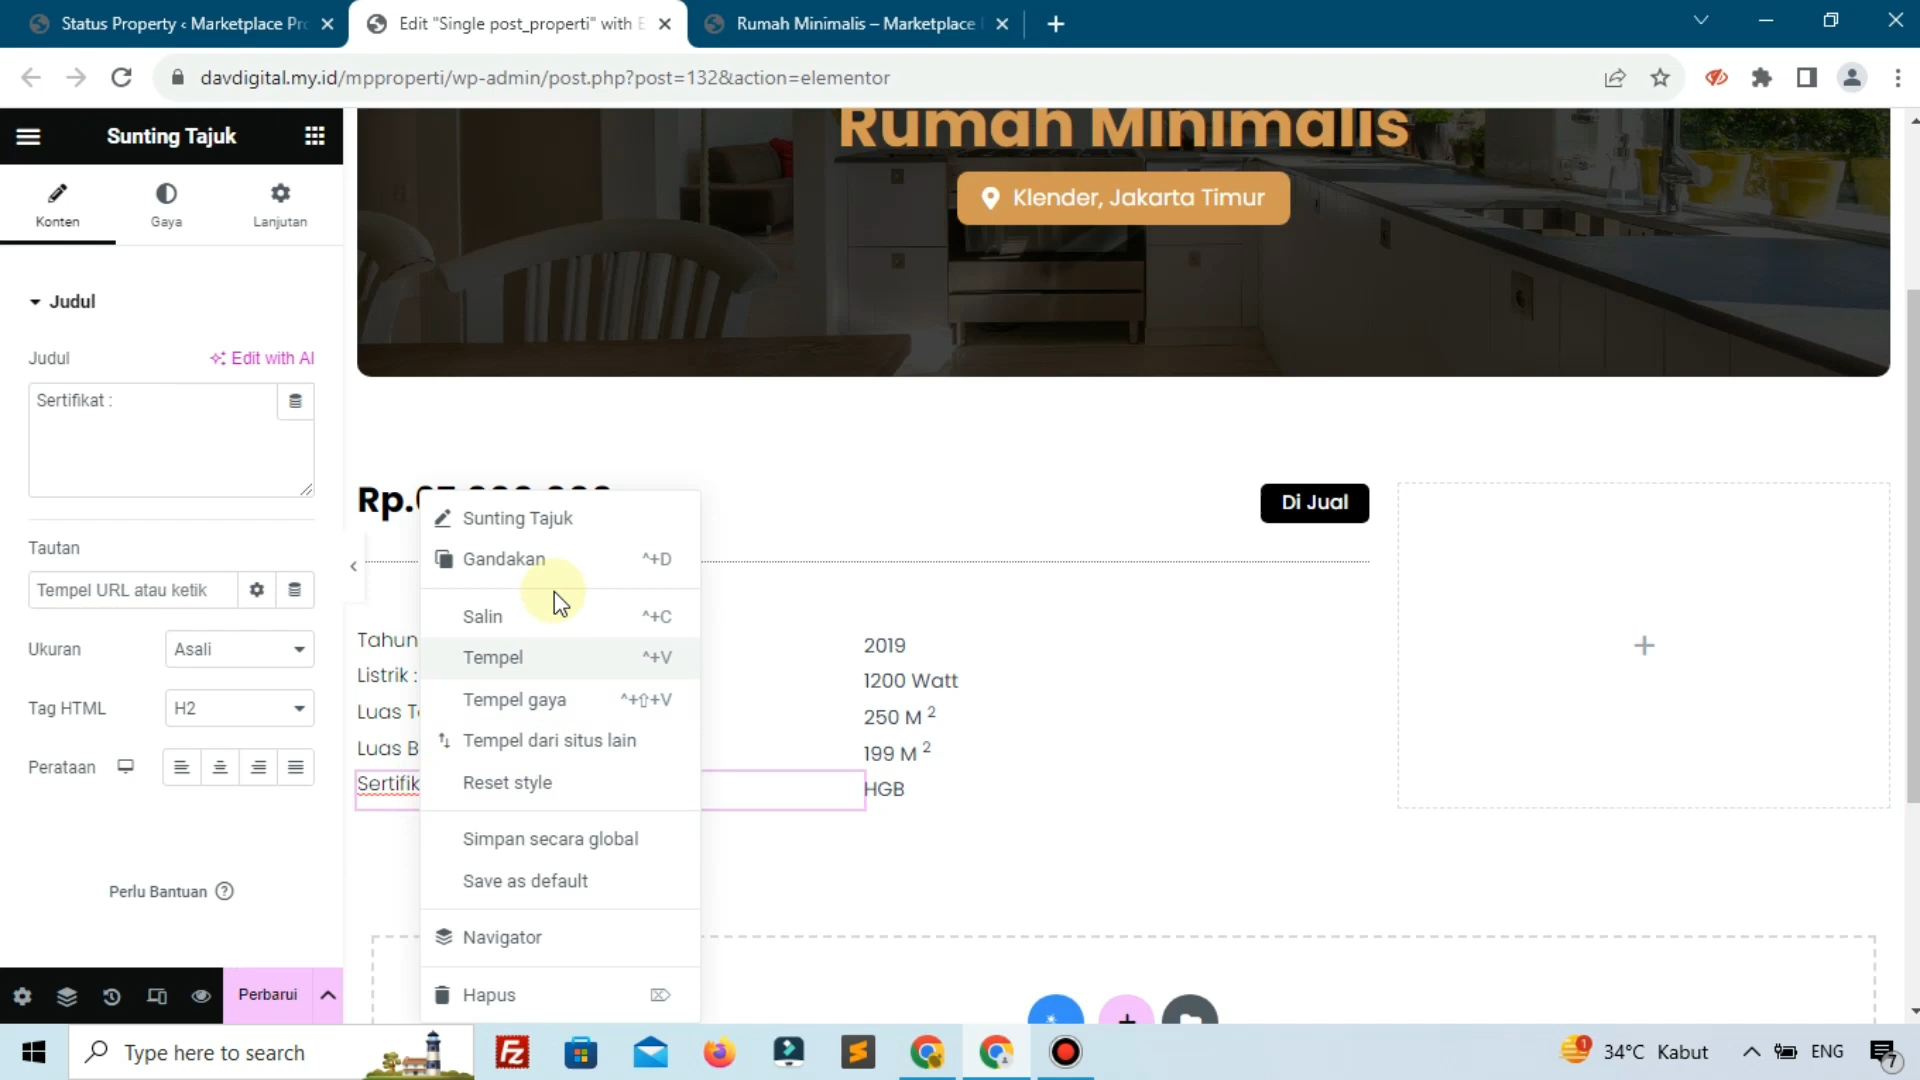 Status Property ‹ Marketplace Pr
Edit "Single post_properti" with E
Rumah Minimalis – Marketplace
davdigital.my.id/mpproperti/wp-admin/post.php?post=132&action=elementor
Sunting Tajuk
Konten
Gaya
Lanjutan
Judul
Judul
Edit with AI
Sertifikat :
Tautan
Tempel URL atau ketik
Ukuran
Asali
Tag HTML
H2
Perataan
Perlu Bantuan
Perbarui
Rumah Minimalis
Klender, Jakarta Timur
Rp.
Di Jual
Tahun
2019
Listrik :
1200 Watt
Luas T
250 M 2
Luas B
199 M 2
Sertifik
HGB
Sunting Tajuk
Gandakan ^+D
Salin ^+C
Tempel ^+V
Tempel gaya ^+⇧+V
Tempel dari situs lain
Reset style
Simpan secara global
Save as default
Navigator
Hapus ⌦
Type here to search
1
34°C Kabut
ENG
7